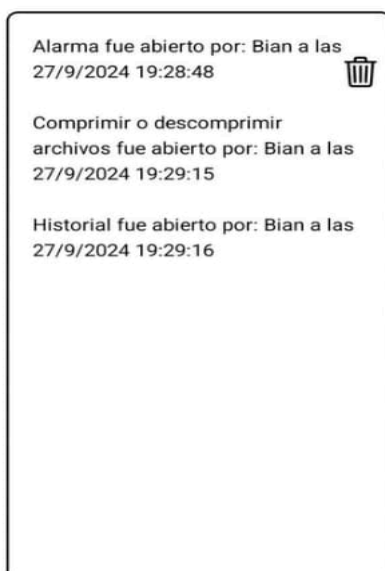 Alarma fue abierto por: Bian a las
27/9/2024 19:28:48
Comprimir o descomprimir
archivos fue abierto por: Bian a las
27/9/2024 19:29:15
Historial fue abierto por: Bian a las
27/9/2024 19:29:16